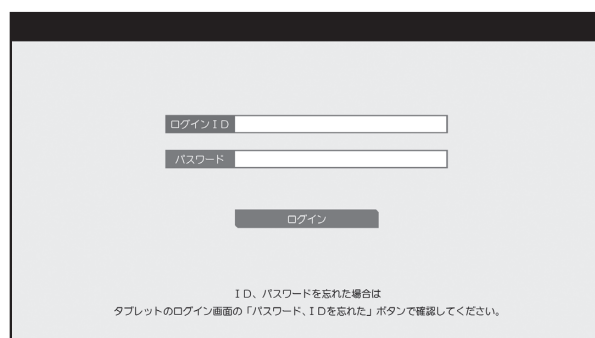 ログインＩＤ
パスワード
ログイン
ＩＤ、パスワードを忘れた場合は
タブレットのログイン画面の「パスワード、ＩＤを忘れた」ボタンで確認してください。